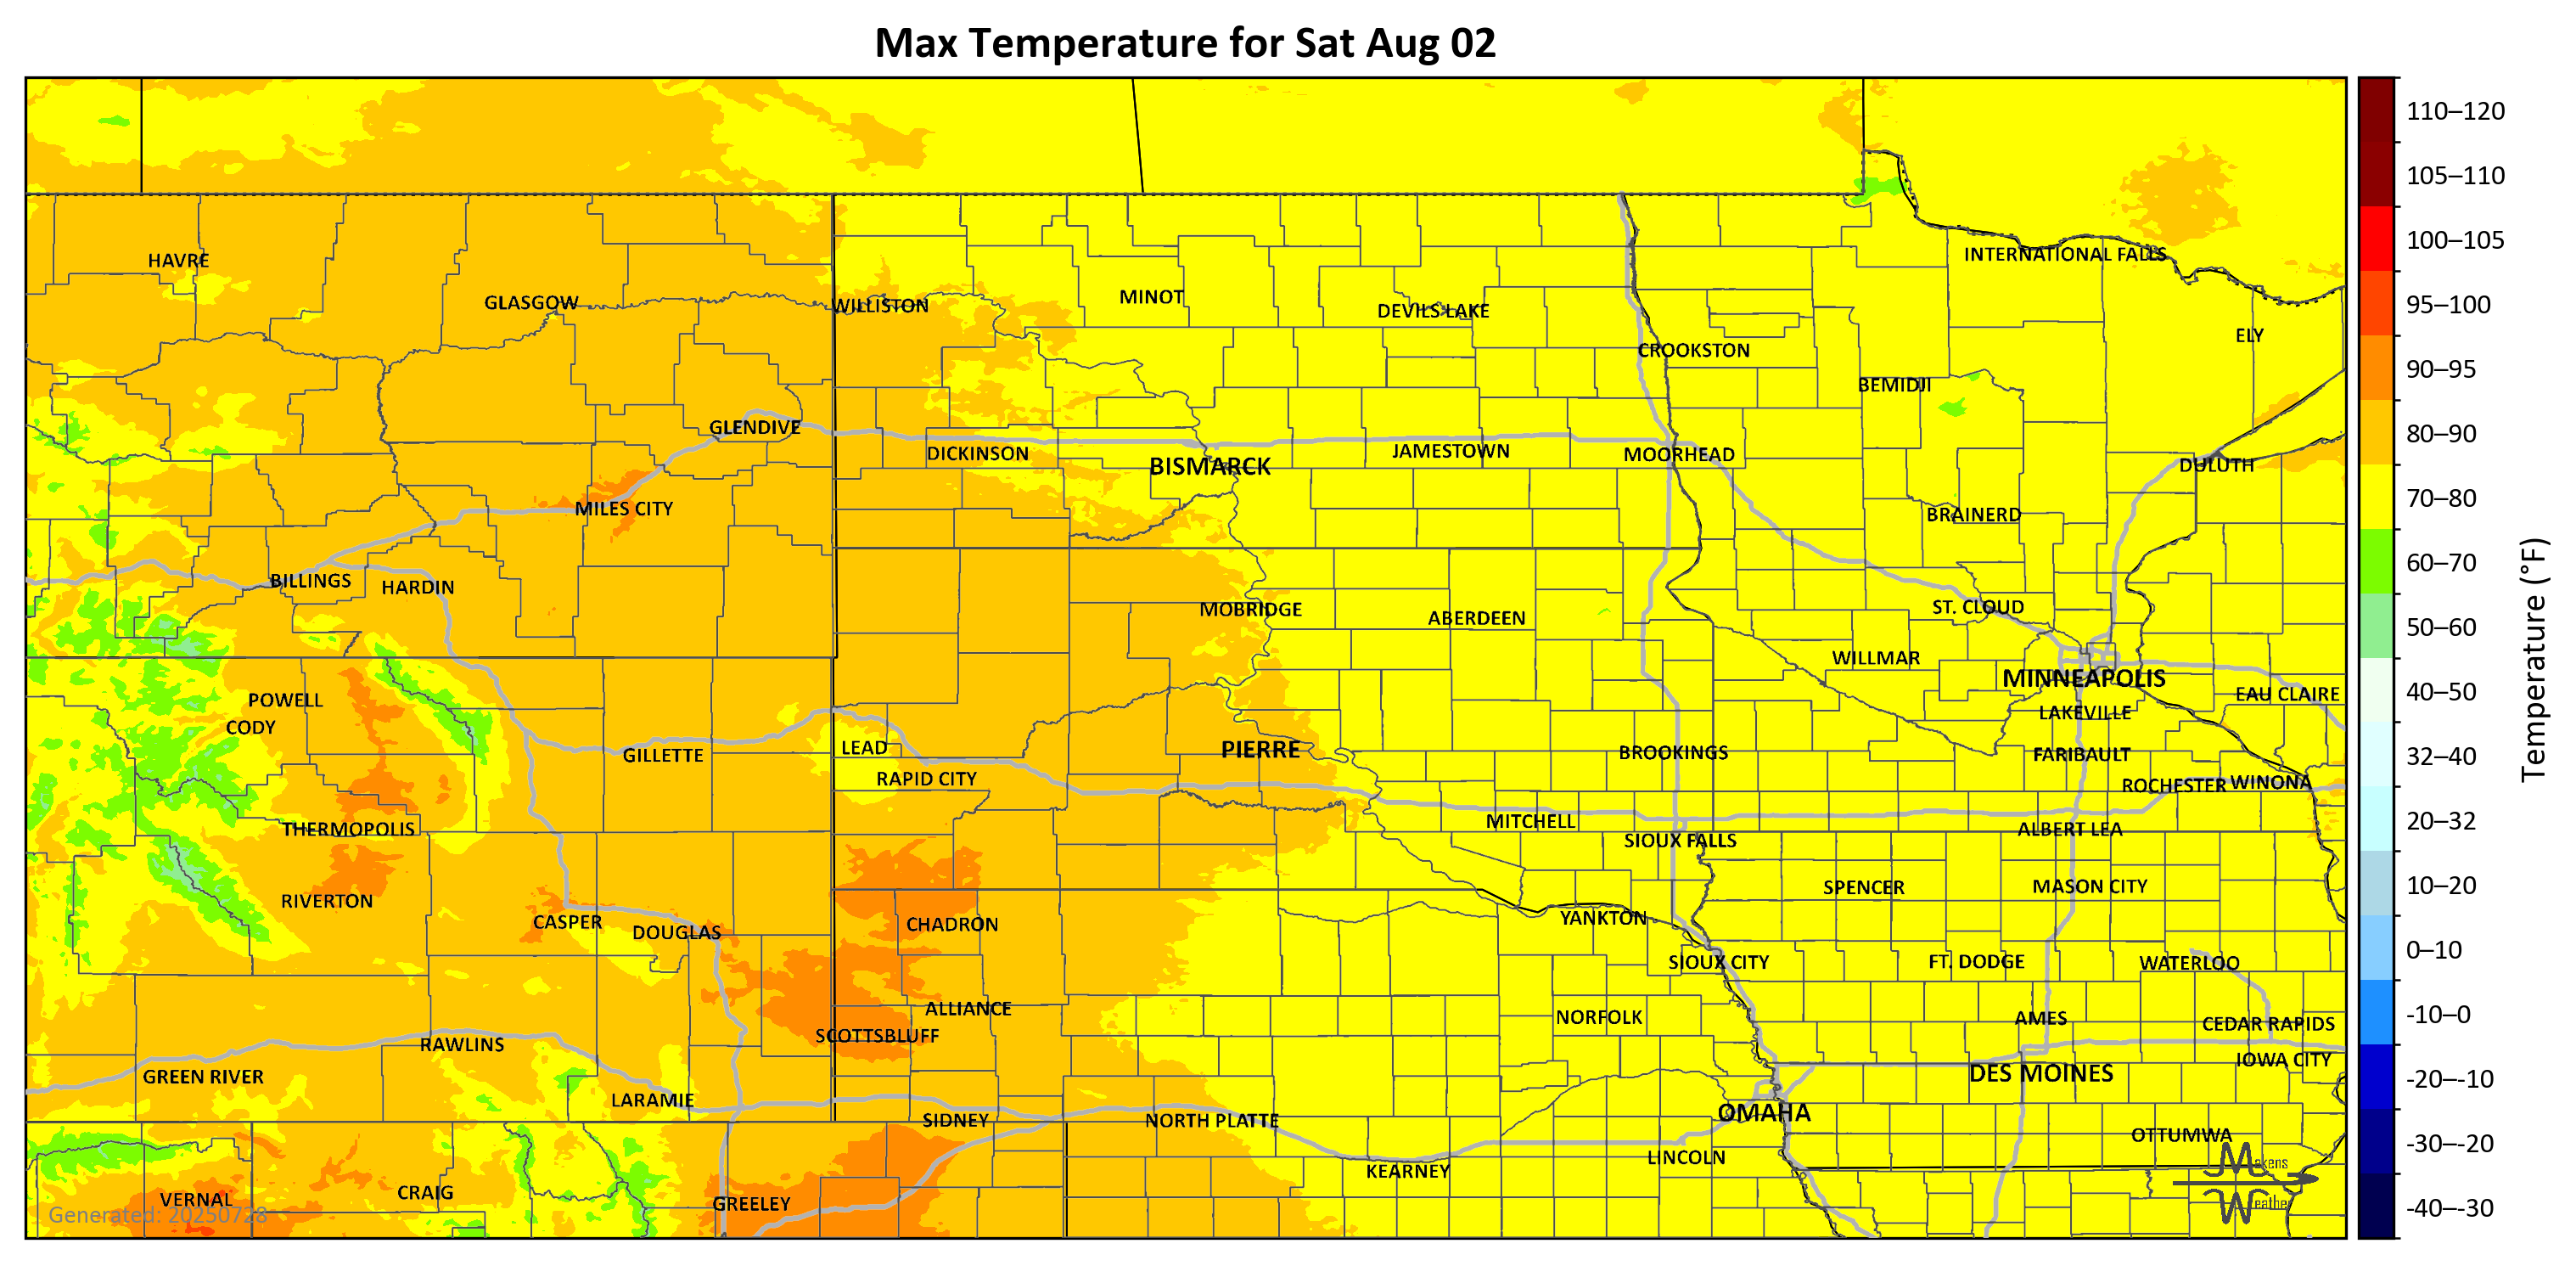 Max Temperature for Sat Aug 02
110–120
105–110
100–105
95–100
90–95
80–90
70–80
60–70
50–60
40–50
32–40
20–32
10–20
0–10
-10–0
-20–-10
-30–-20
-40–-30
Temperature (°F)
HAVRE
GLASGOW
WILLISTON
MINOT
DEVILS LAKE
INTERNATIONAL FALLS
ELY
CROOKSTON
BEMIDJI
GLENDIVE
DICKINSON
BISMARCK
JAMESTOWN
MOORHEAD
DULUTH
MILES CITY
BRAINERD
BILLINGS
HARDIN
MOBRIDGE
ABERDEEN
ST. CLOUD
WILLMAR
MINNEAPOLIS
EAU CLAIRE
POWELL
CODY
LAKEVILLE
GILLETTE
LEAD
PIERRE
BROOKINGS
FARIBAULT
RAPID CITY
ROCHESTER
WINONA
THERMOPOLIS
MITCHELL
SIOUX FALLS
ALBERT LEA
RIVERTON
SPENCER
MASON CITY
CASPER
DOUGLAS
CHADRON
YANKTON
SIOUX CITY
FT. DODGE
WATERLOO
ALLIANCE
NORFOLK
AMES
CEDAR RAPIDS
SCOTTSBLUFF
RAWLINS
IOWA CITY
GREEN RIVER
DES MOINES
LARAMIE
SIDNEY
NORTH PLATTE
OMAHA
OTTUMWA
KEARNEY
LINCOLN
VERNAL
CRAIG
GREELEY
Generated: 20250728
Makens
Weather